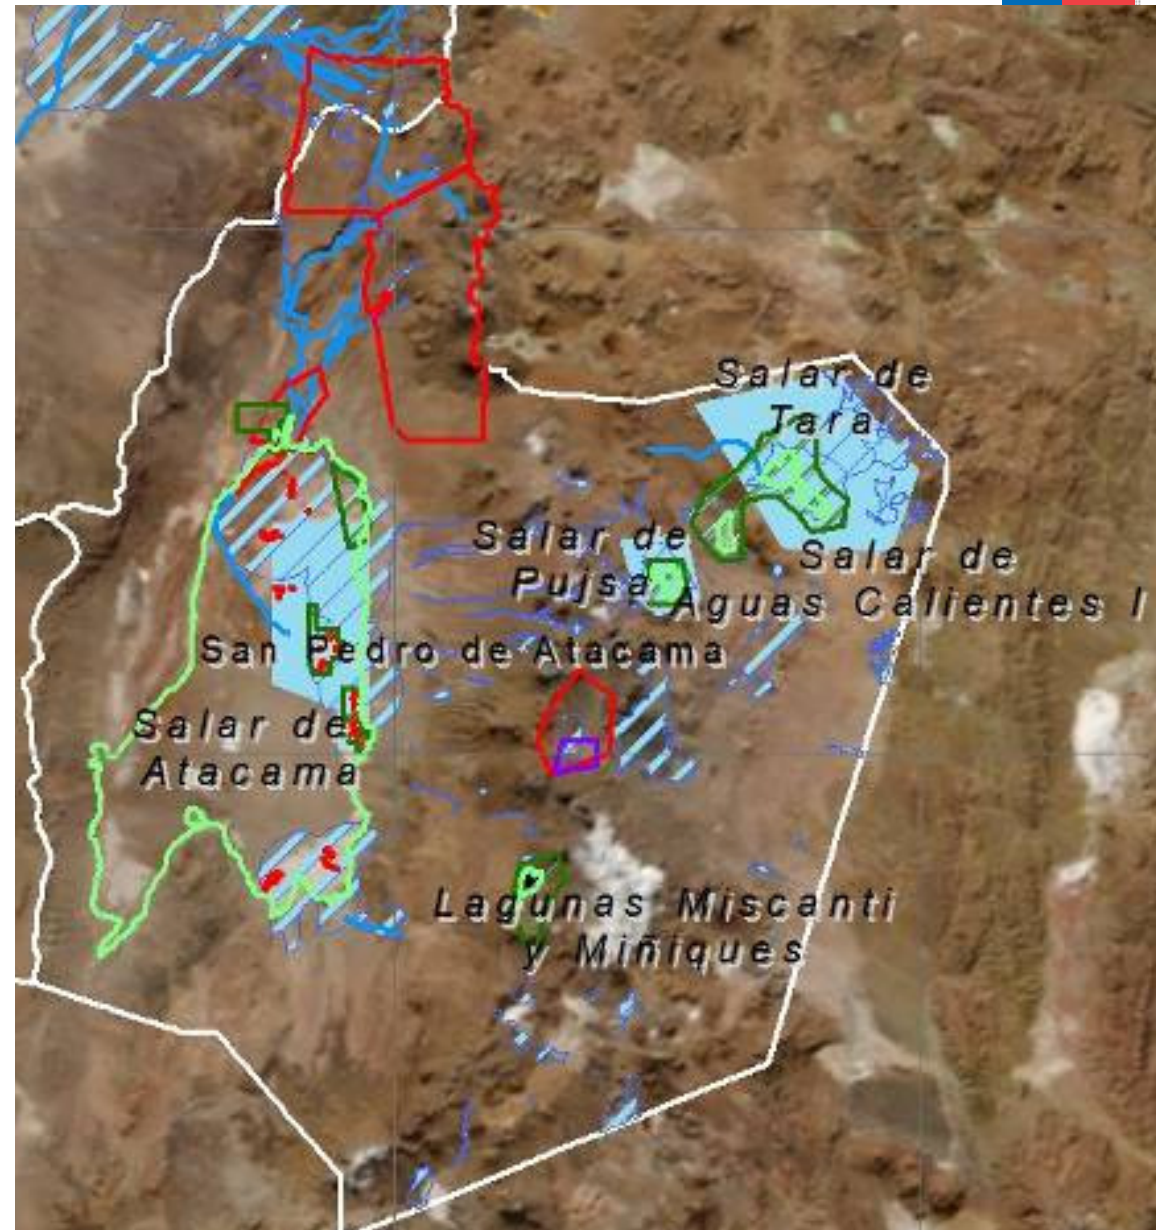 Salar de
Tara
Salar de
Pujsa
Salar de
Aguas Calientes I
San Pedro de Atacama
Salar de
Atacama
Lagunas Miscanti
y Miñiques